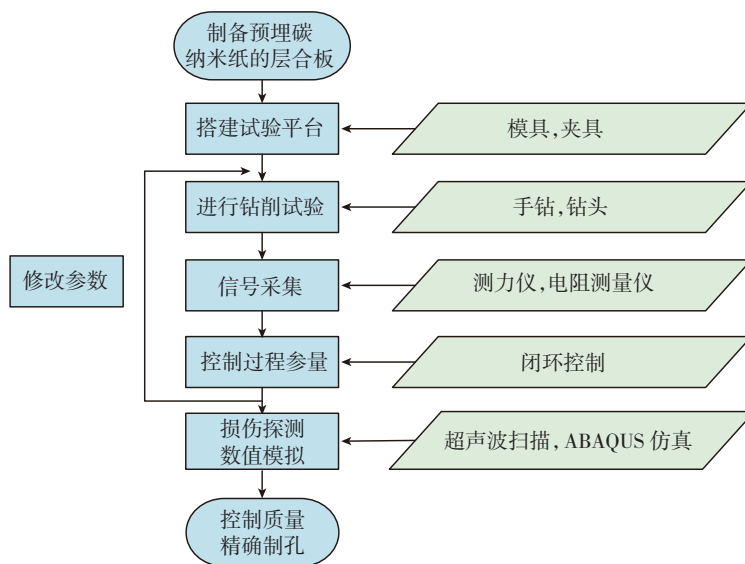 制备预埋碳
纳米纸的层合板
搭建试验平台
模具,夹具
进行钻削试验
手钻,钻头
修改参数
信号采集
测力仪,电阻测量仪
控制过程参量
闭环控制
损伤探测
数值模拟
超声波扫描, ABAQUS 仿真
控制质量
精确制孔